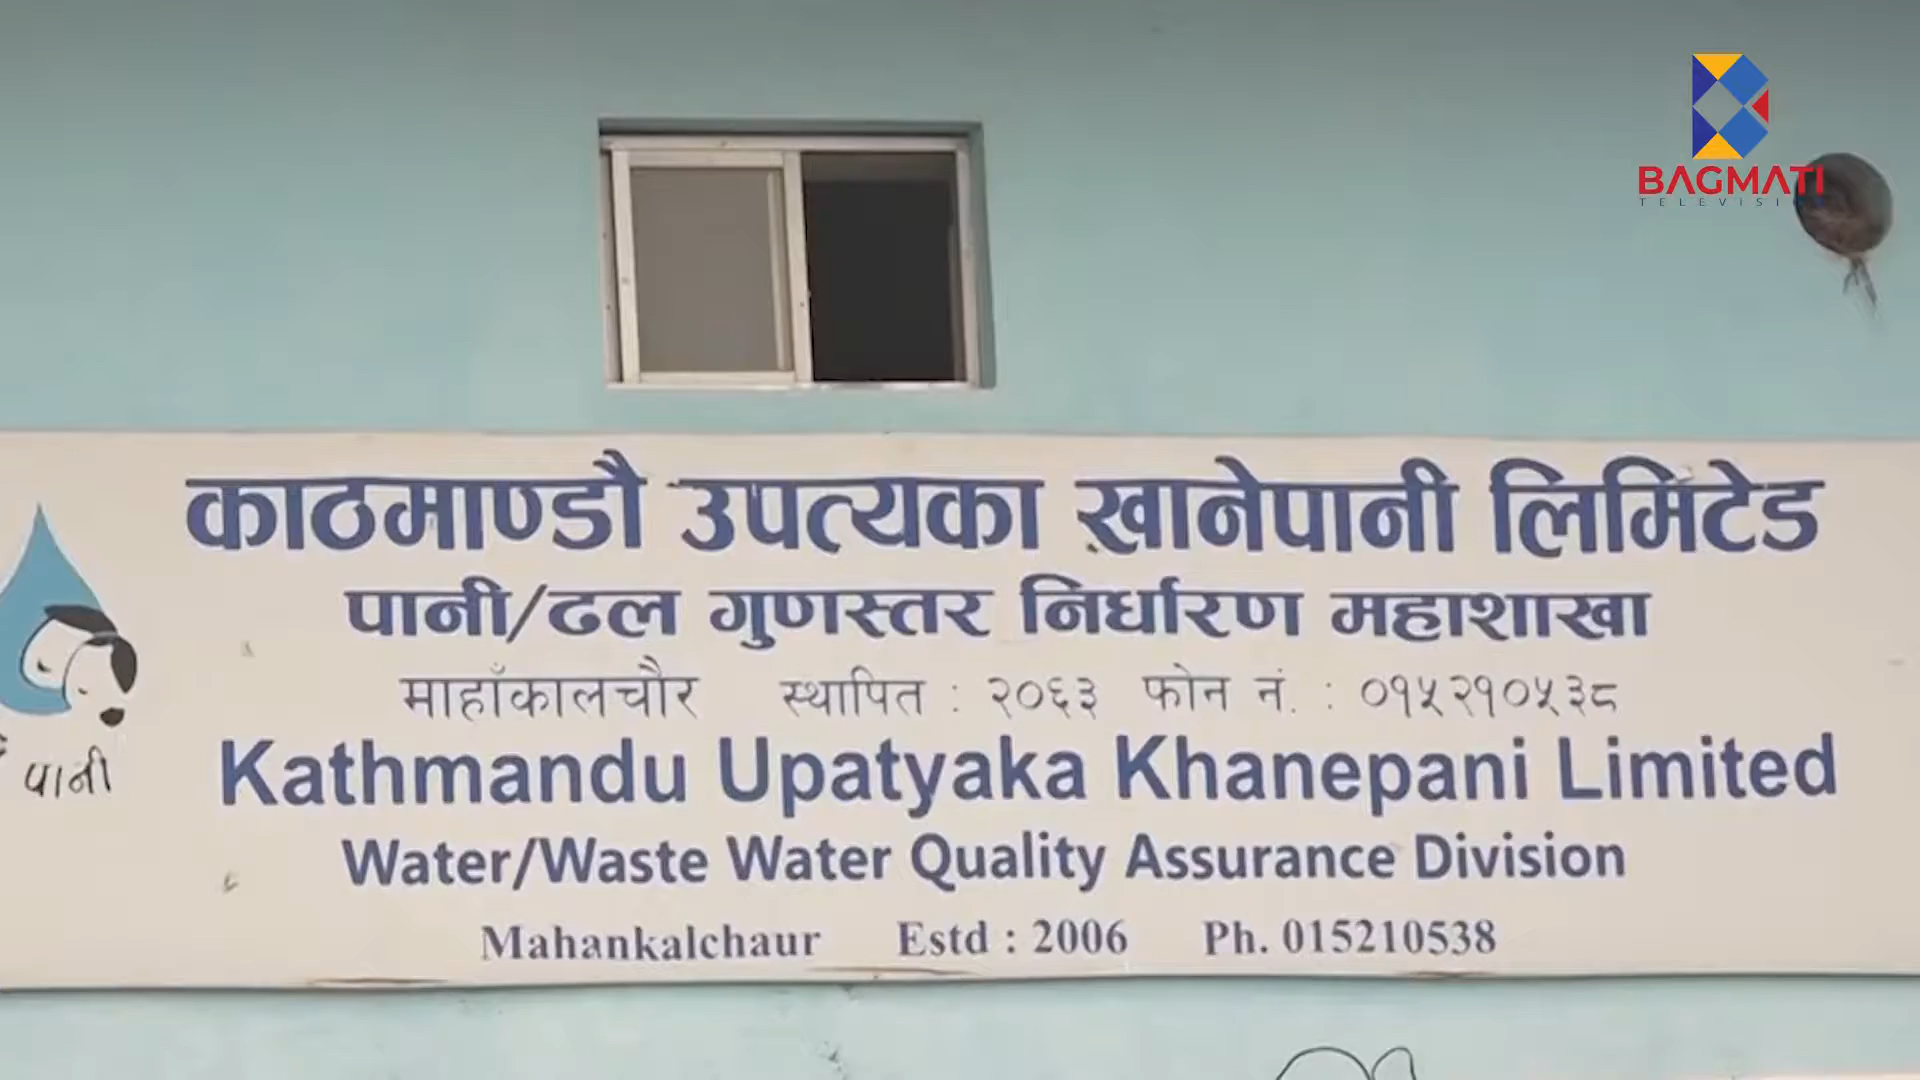 BAGMATI
TELEVISION
काठमाण्डौ उपत्यका खानेपानी लिमिटेड
पानी/ढल गुणस्तर निर्धारण महाशाखा
माहाँकालचौर स्थापित : २०६३ फोन नं. : ०१५२१०५३८
पानी
Kathmandu Upatyaka Khanepani Limited
Water/Waste Water Quality Assurance Division
Mahankalchaur Estd : 2006 Ph. 015210538